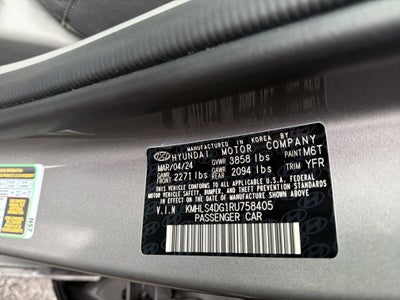 MANUFACTURED IN KOREA BY
HYUNDAI MOTOR COMPANY
MAR/04/24 GVWR 3858 lbs PAINT M6T
GAWR FRONT 2271 lbs GAWR REAR 2094 lbs TRIM YFR
THIS VEHICLE CONFORMS TO ALL APPLICABLE U.S.A. FEDERAL
MOTOR VEHICLE SAFETY, BUMPER, AND THEFT PREVENTION STANDARDS
IN EFFECT ON THE DATE OF MANUFACTURE SHOWN ABOVE.
V.I.N KMHLS4DG1RU758405
PASSENGER CAR